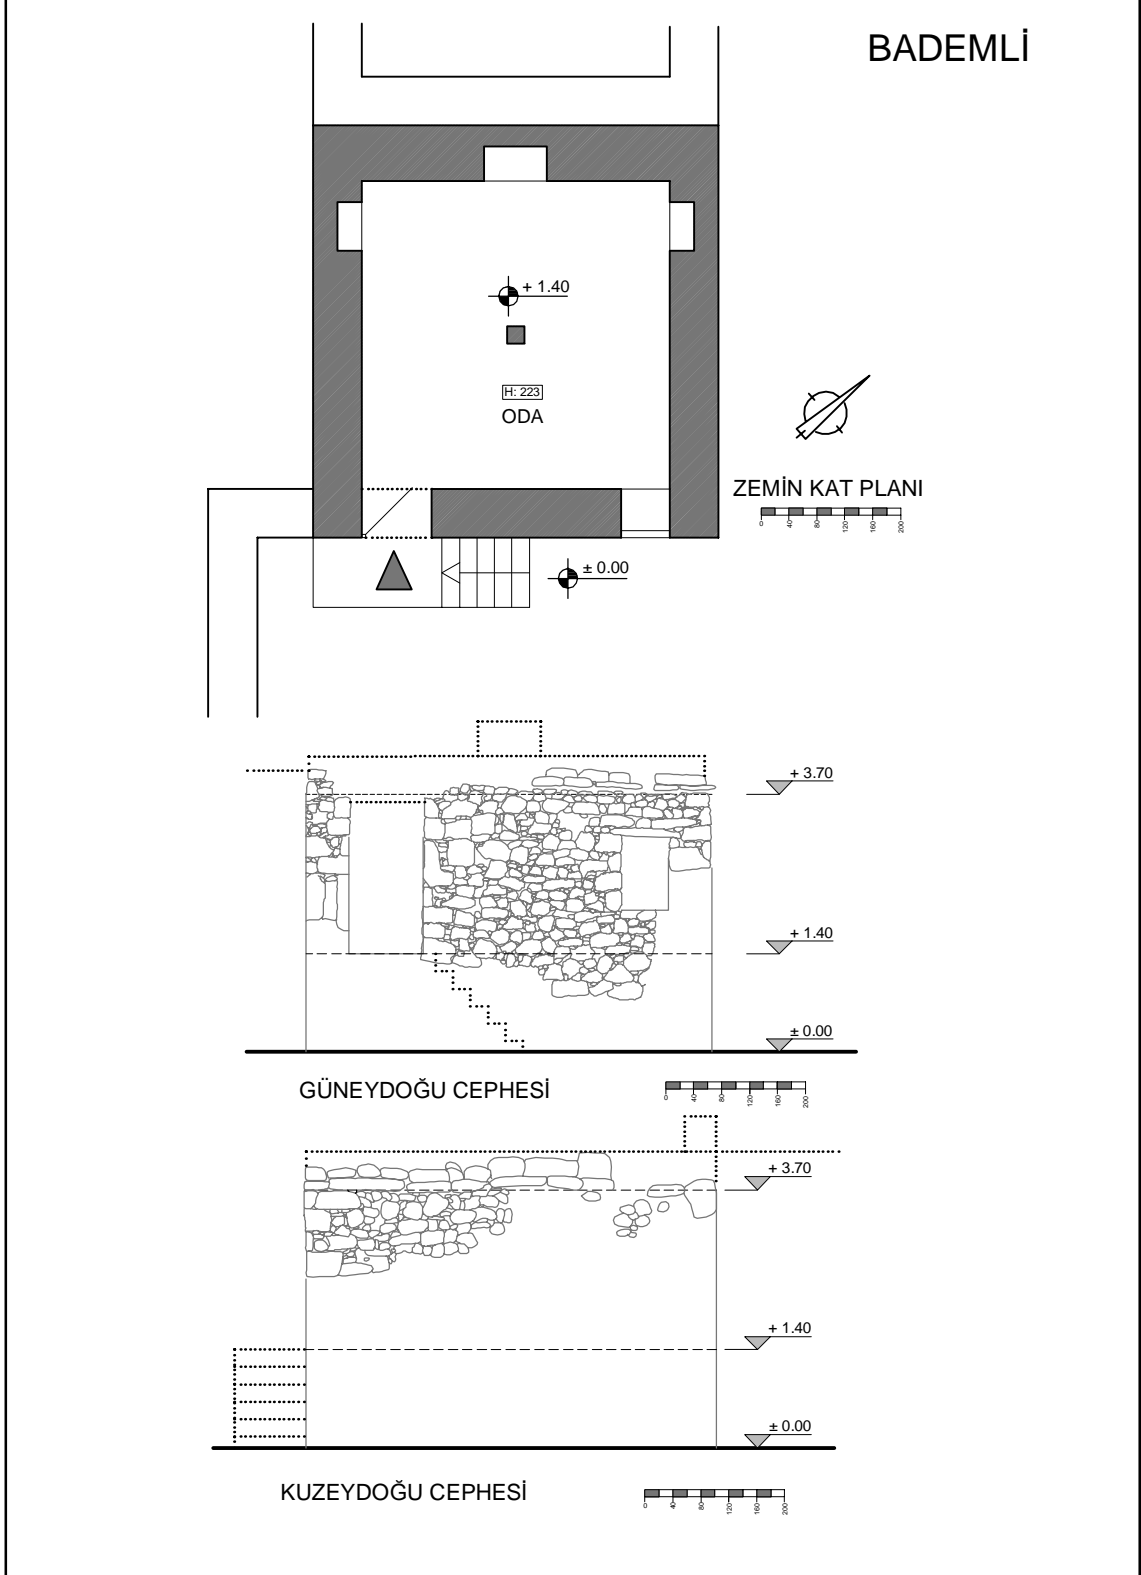 BADEMLİ
+ 1.40
H: 223
ODA
ZEMİN KAT PLANI
0 40 80 120 160 200
± 0.00
+ 3.70
+ 1.40
± 0.00
GÜNEYDOĞU CEPHESİ
0 40 80 120 160 200
+ 3.70
+ 1.40
± 0.00
KUZEYDOĞU CEPHESİ
0 40 80 120 160 200